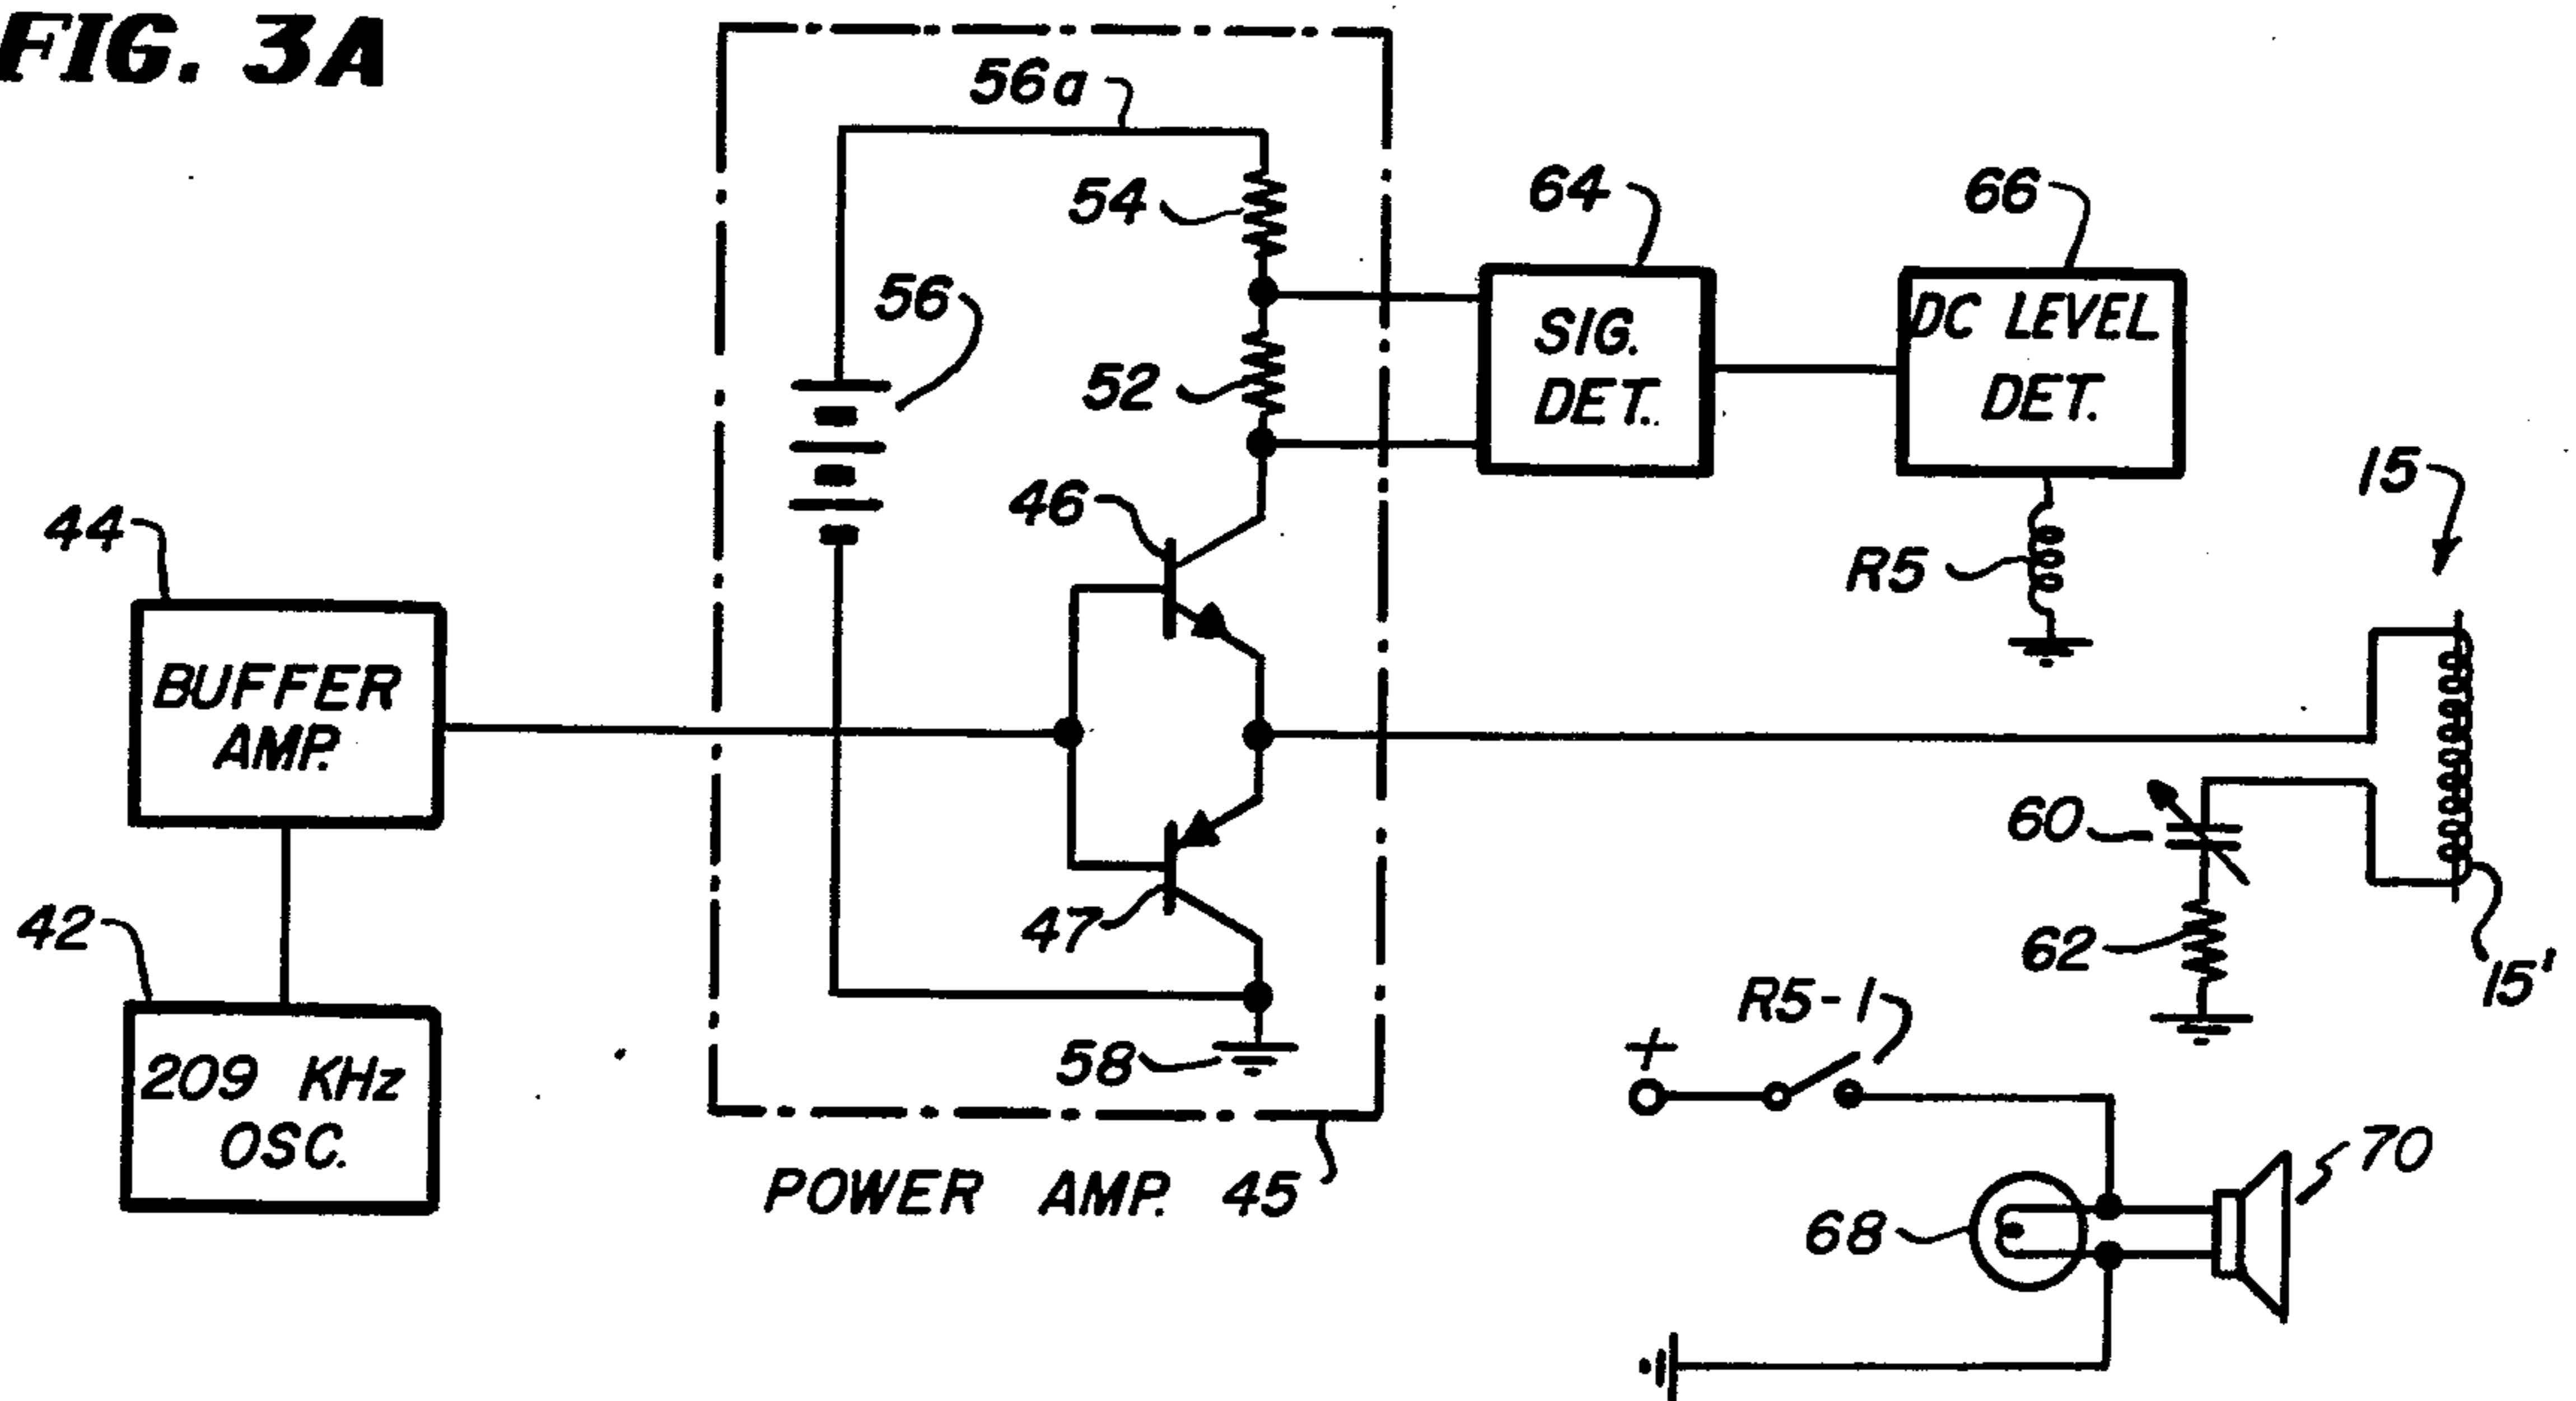 FIG. 3A
56a
54
64
66
56
SIG.
DET.
DC LEVEL
DET.
52
15
46
44
R5
BUFFER
AMP.
60
47
62
15'
42
R5-1
209 KHz
OSC.
58
+
POWER AMP. 45
70
68